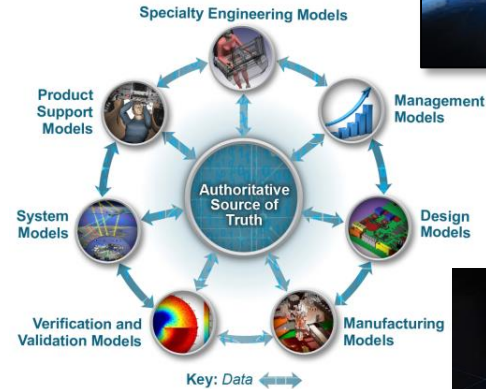 Specialty Engineering Models
Product
Support
Models
Management
Models
Authoritative
Source of
Truth
System
Models
Design
Models
Verification and
Validation Models
Manufacturing
Models
Key: Data